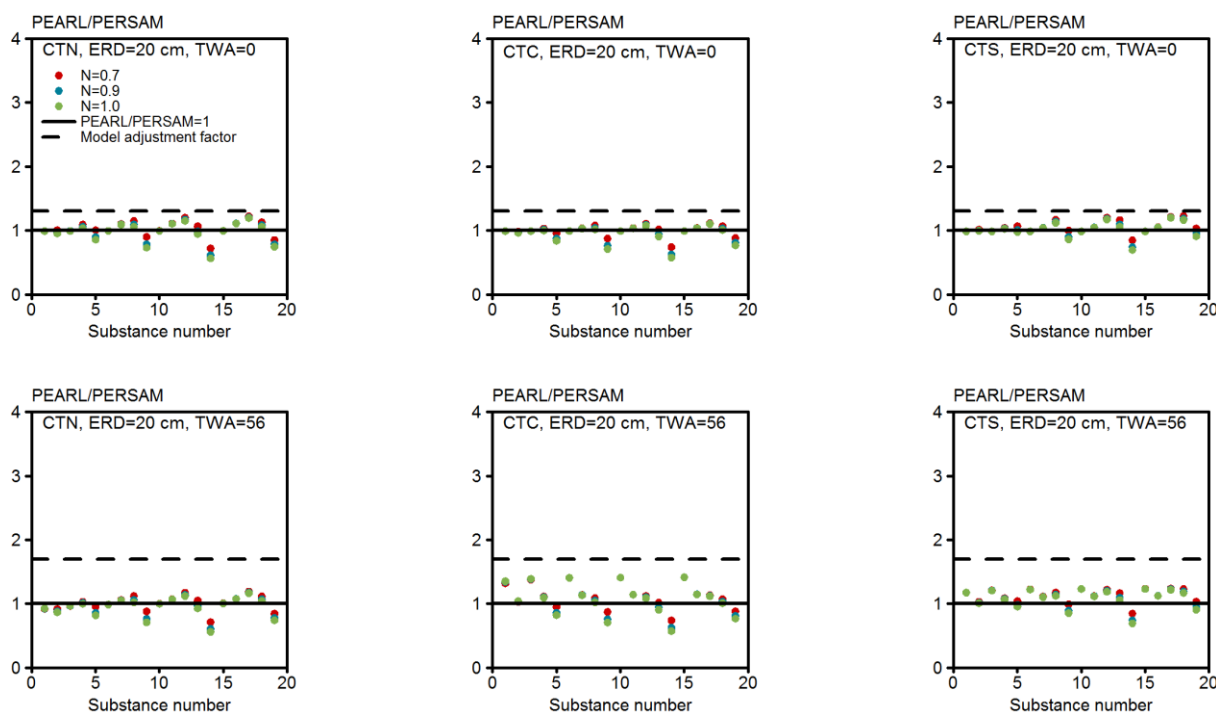 PEARL/PERSAM
4
CTN, ERD=20 cm, TWA=0
N=0.7
N=0.9
N=1.0
PEARL/PERSAM=1
Model adjustment factor
3
2
1
0
0 5 10 15 20
Substance number
PEARL/PERSAM
4
CTC, ERD=20 cm, TWA=0
3
2
1
0
0 5 10 15 20
Substance number
PEARL/PERSAM
4
CTS, ERD=20 cm, TWA=0
3
2
1
0
0 5 10 15 20
Substance number
PEARL/PERSAM
4
CTN, ERD=20 cm, TWA=56
3
2
1
0
0 5 10 15 20
Substance number
PEARL/PERSAM
4
CTC, ERD=20 cm, TWA=56
3
2
1
0
0 5 10 15 20
Substance number
PEARL/PERSAM
4
CTS, ERD=20 cm, TWA=56
3
2
1
0
0 5 10 15 20
Substance number